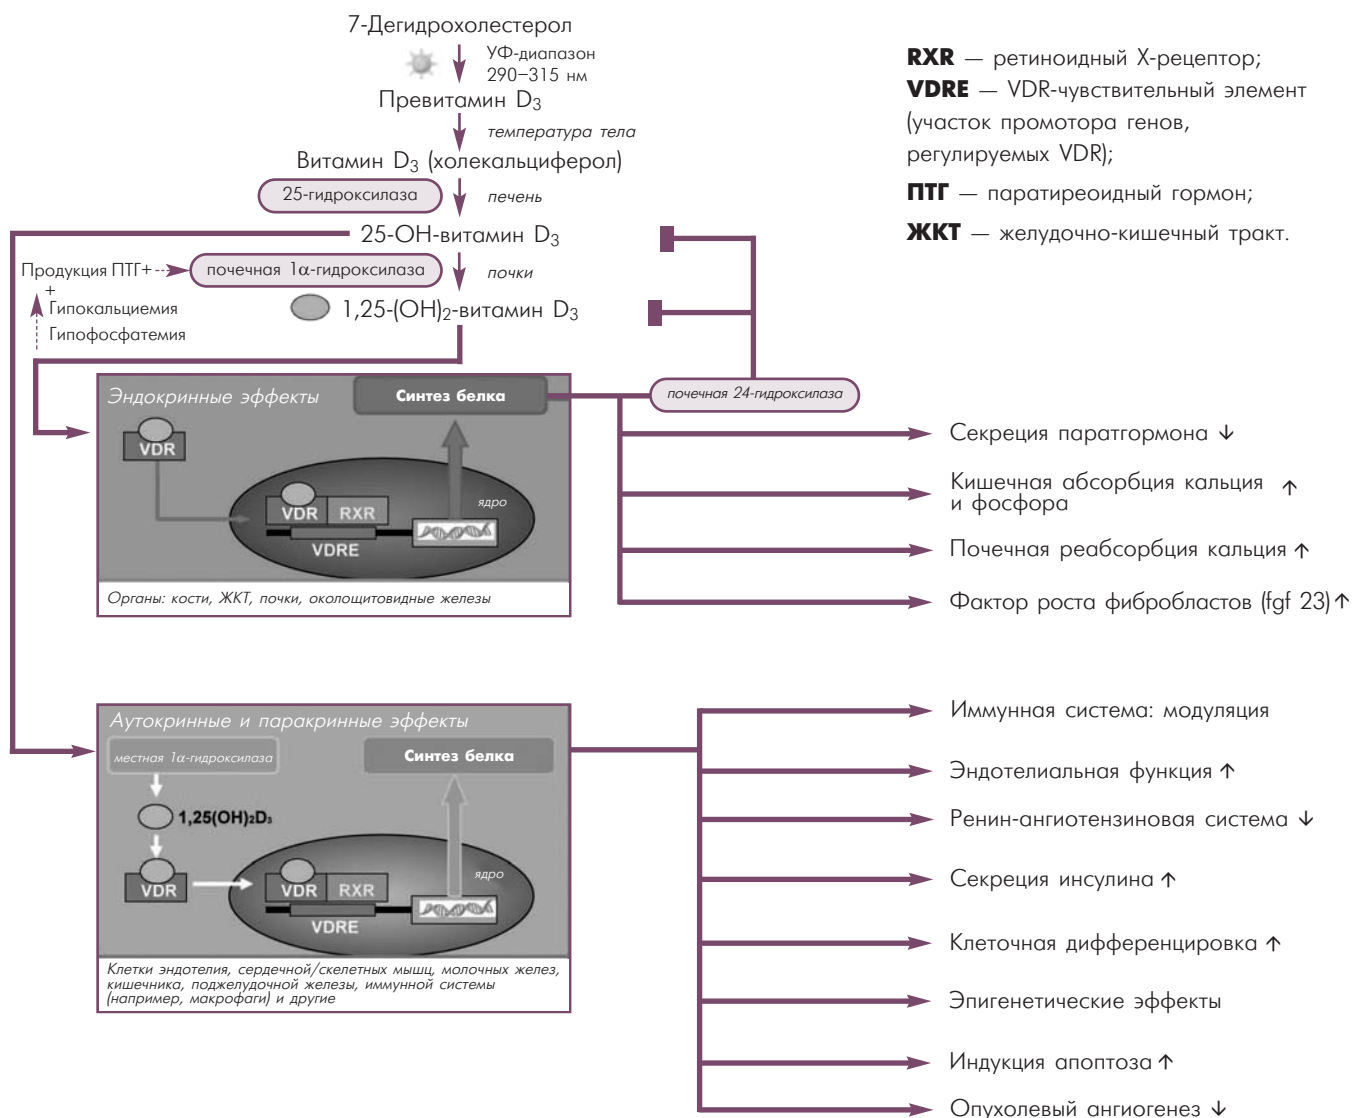 7-Дегидрохолестерол
УФ-диапазон
290–315 нм
Превитамин D3
температура тела
Витамин D3 (холекальциферол)
25-гидроксилаза
печень
25-OH-витамин D3
Продукция ПТГ+
почечная 1α-гидроксилаза
почки
+
Гипокальциемия
Гипофосфатемия
1,25-(OH)2-витамин D3
RXR — ретиноидный X-рецептор;
VDRE — VDR-чувствительный элемент
(участок промотора генов,
регулируемых VDR);
ПТГ — паратиреоидный гормон;
ЖКТ — желудочно-кишечный тракт.
Эндокринные эффекты
Синтез белка
почечная 24-гидроксилаза
VDR
ядро
VDR RXR
VDRE
Органы: кости, ЖКТ, почки, околощитовидные железы
Секреция паратгормона ↓
Кишечная абсорбция кальция ↑
и фосфора
Почечная реабсорбция кальция ↑
Фактор роста фибробластов (fgf 23) ↑
Аутокринные и паракринные эффекты
местная 1α-гидроксилаза
Синтез белка
1,25(OH)2D3
VDR
ядро
VDR RXR
VDRE
Клетки эндотелия, сердечной/скелетных мышц, молочных желез,
кишечника, поджелудочной железы, иммунной системы
(например, макрофаги) и другие
Иммунная система: модуляция
Эндотелиальная функция ↑
Ренин-ангиотензиновая система ↓
Секреция инсулина ↑
Клеточная дифференцировка ↑
Эпигенетические эффекты
Индукция апоптоза ↑
Опухолевый ангиогенез ↓